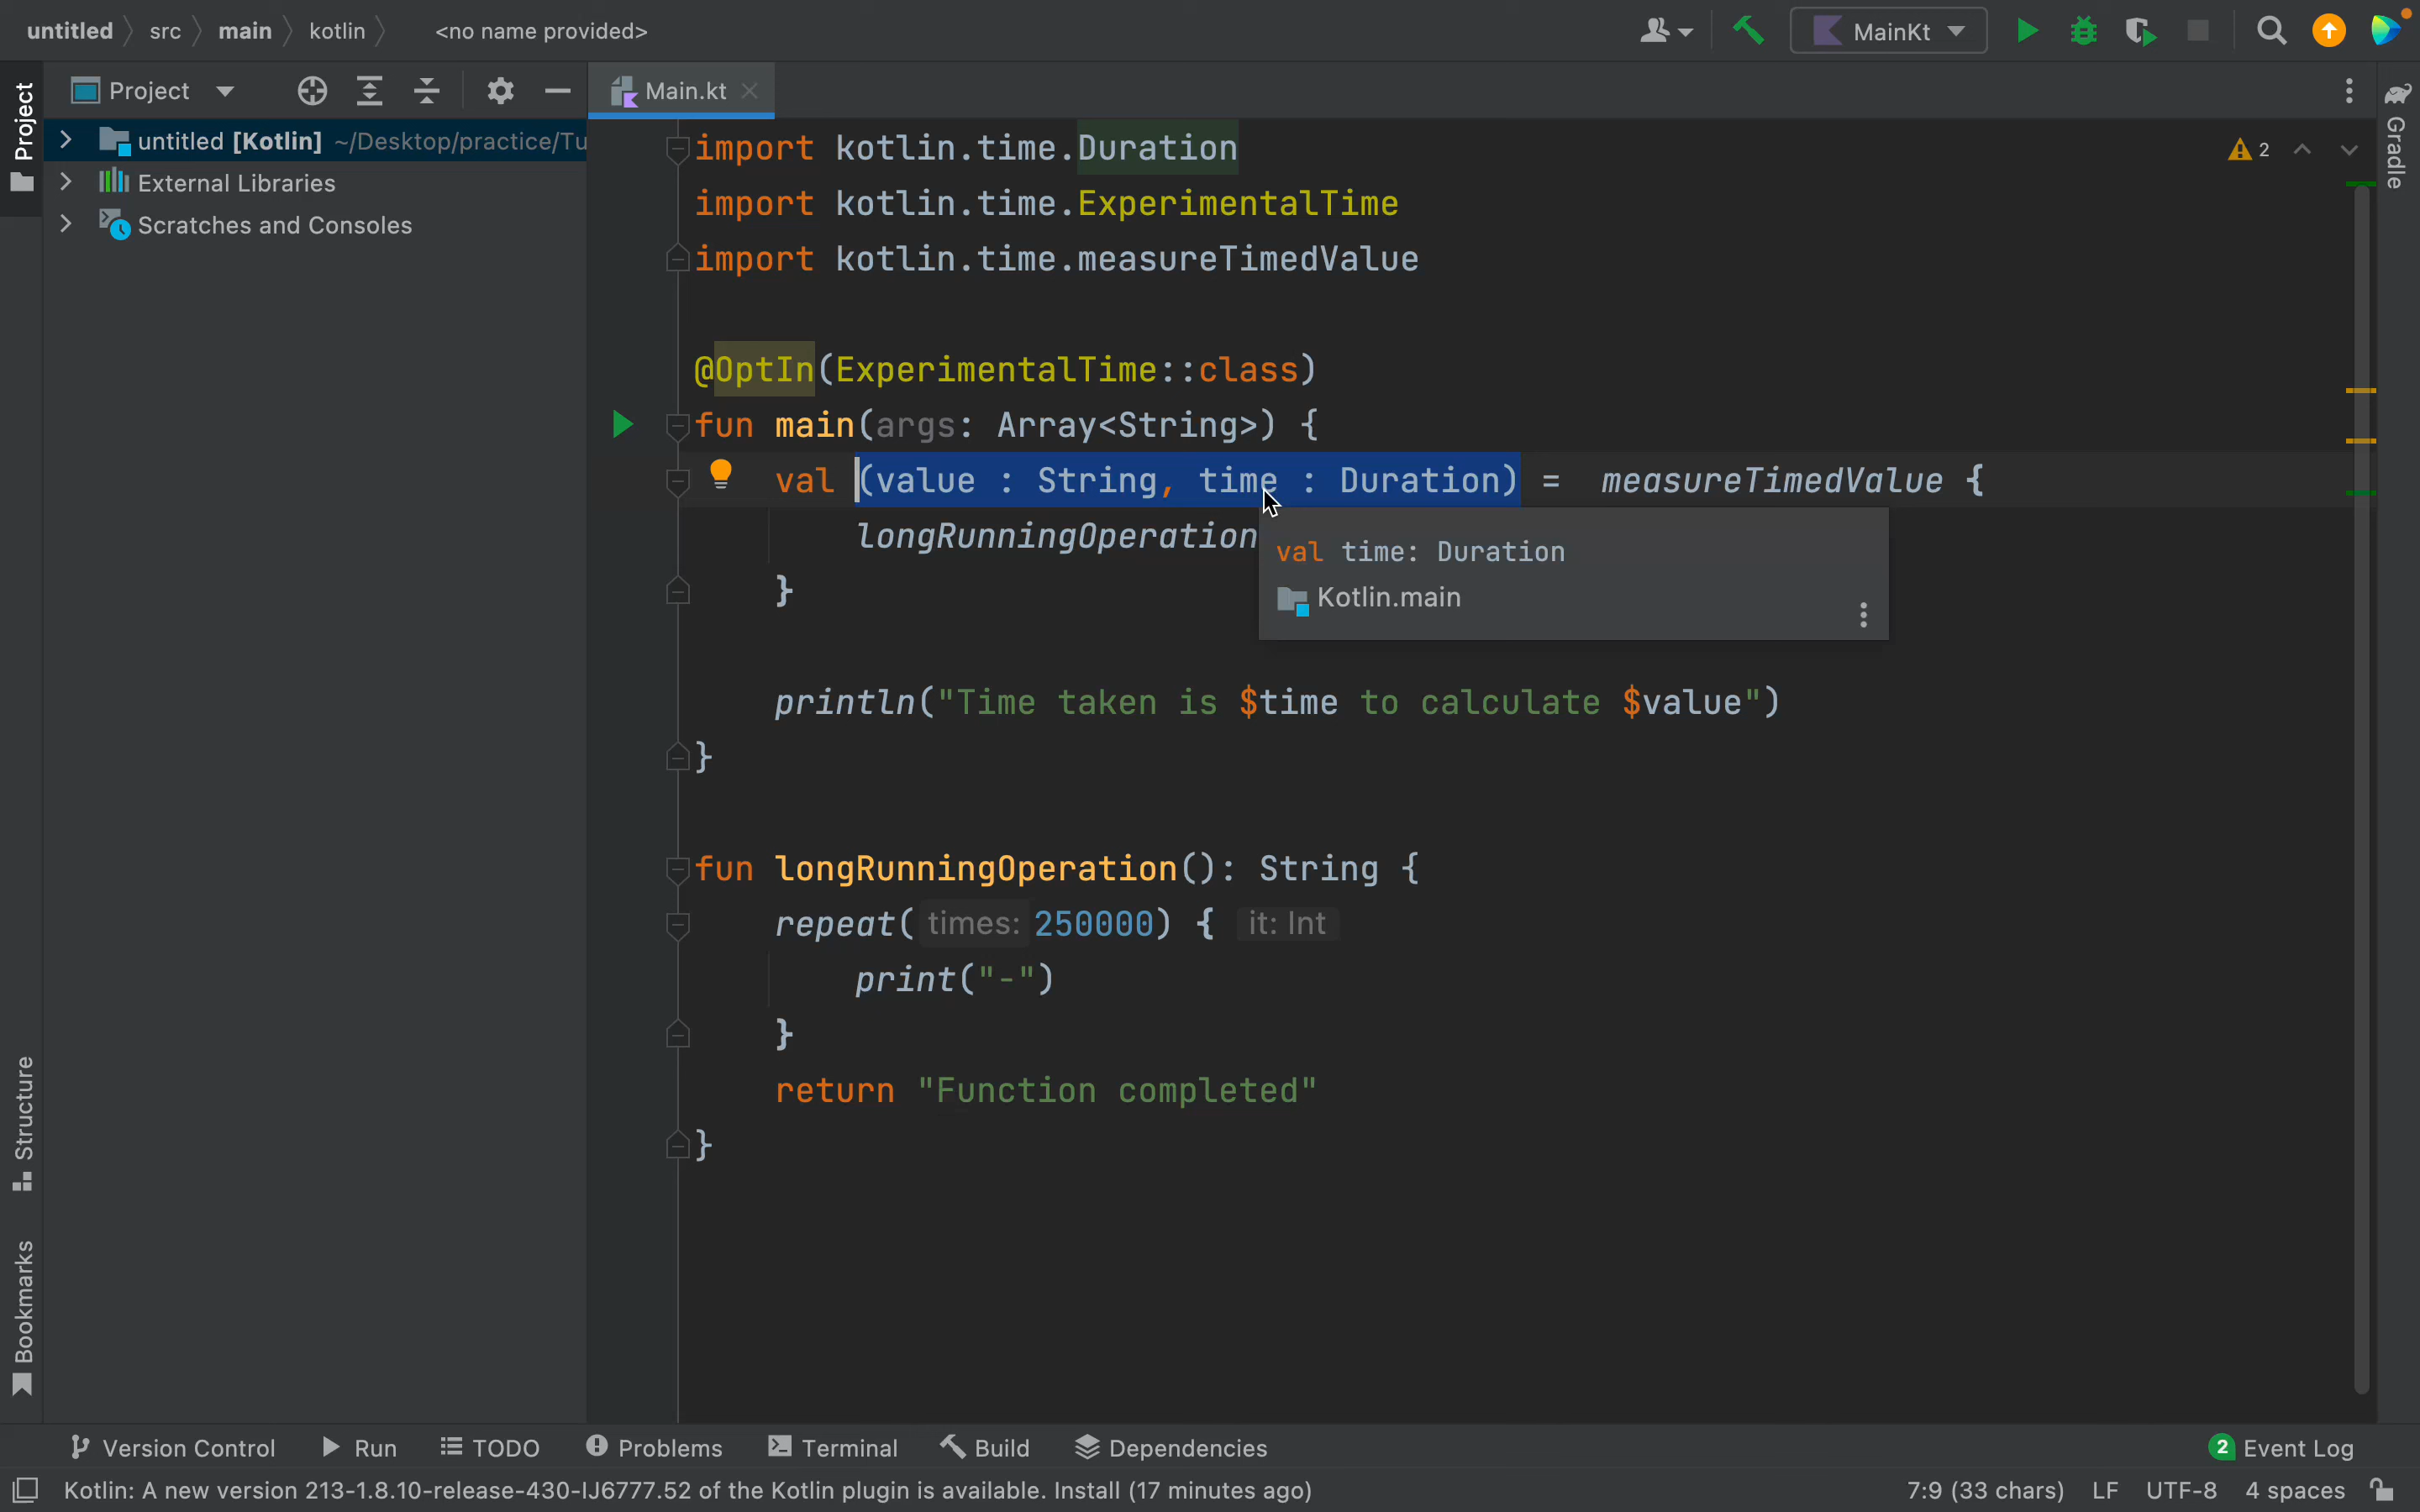 untitled src main kotlin <no name provided>
MainKt
Project
Main.kt
untitled [Kotlin] ~/Desktop/practice/Tu
External Libraries
Scratches and Consoles
Project
Structure
Bookmarks
import kotlin.time.Duration
import kotlin.time.ExperimentalTime
import kotlin.time.measureTimedValue
@OptIn(ExperimentalTime::class)
fun main(args: Array<String>) {
val (value : String, time : Duration) = measureTimedValue {
longRunningOperation
val time: Duration
Kotlin.main
}
println("Time taken is $time to calculate $value")
}
fun longRunningOperation(): String {
repeat( times: 250000) { it: Int
print("-")
}
return "Function completed"
}
2
Gradle
Version Control Run TODO Problems Terminal Build Dependencies 2 Event Log
Kotlin: A new version 213-1.8.10-release-430-IJ6777.52 of the Kotlin plugin is available. Install (17 minutes ago) 7:9 (33 chars) LF UTF-8 4 spaces